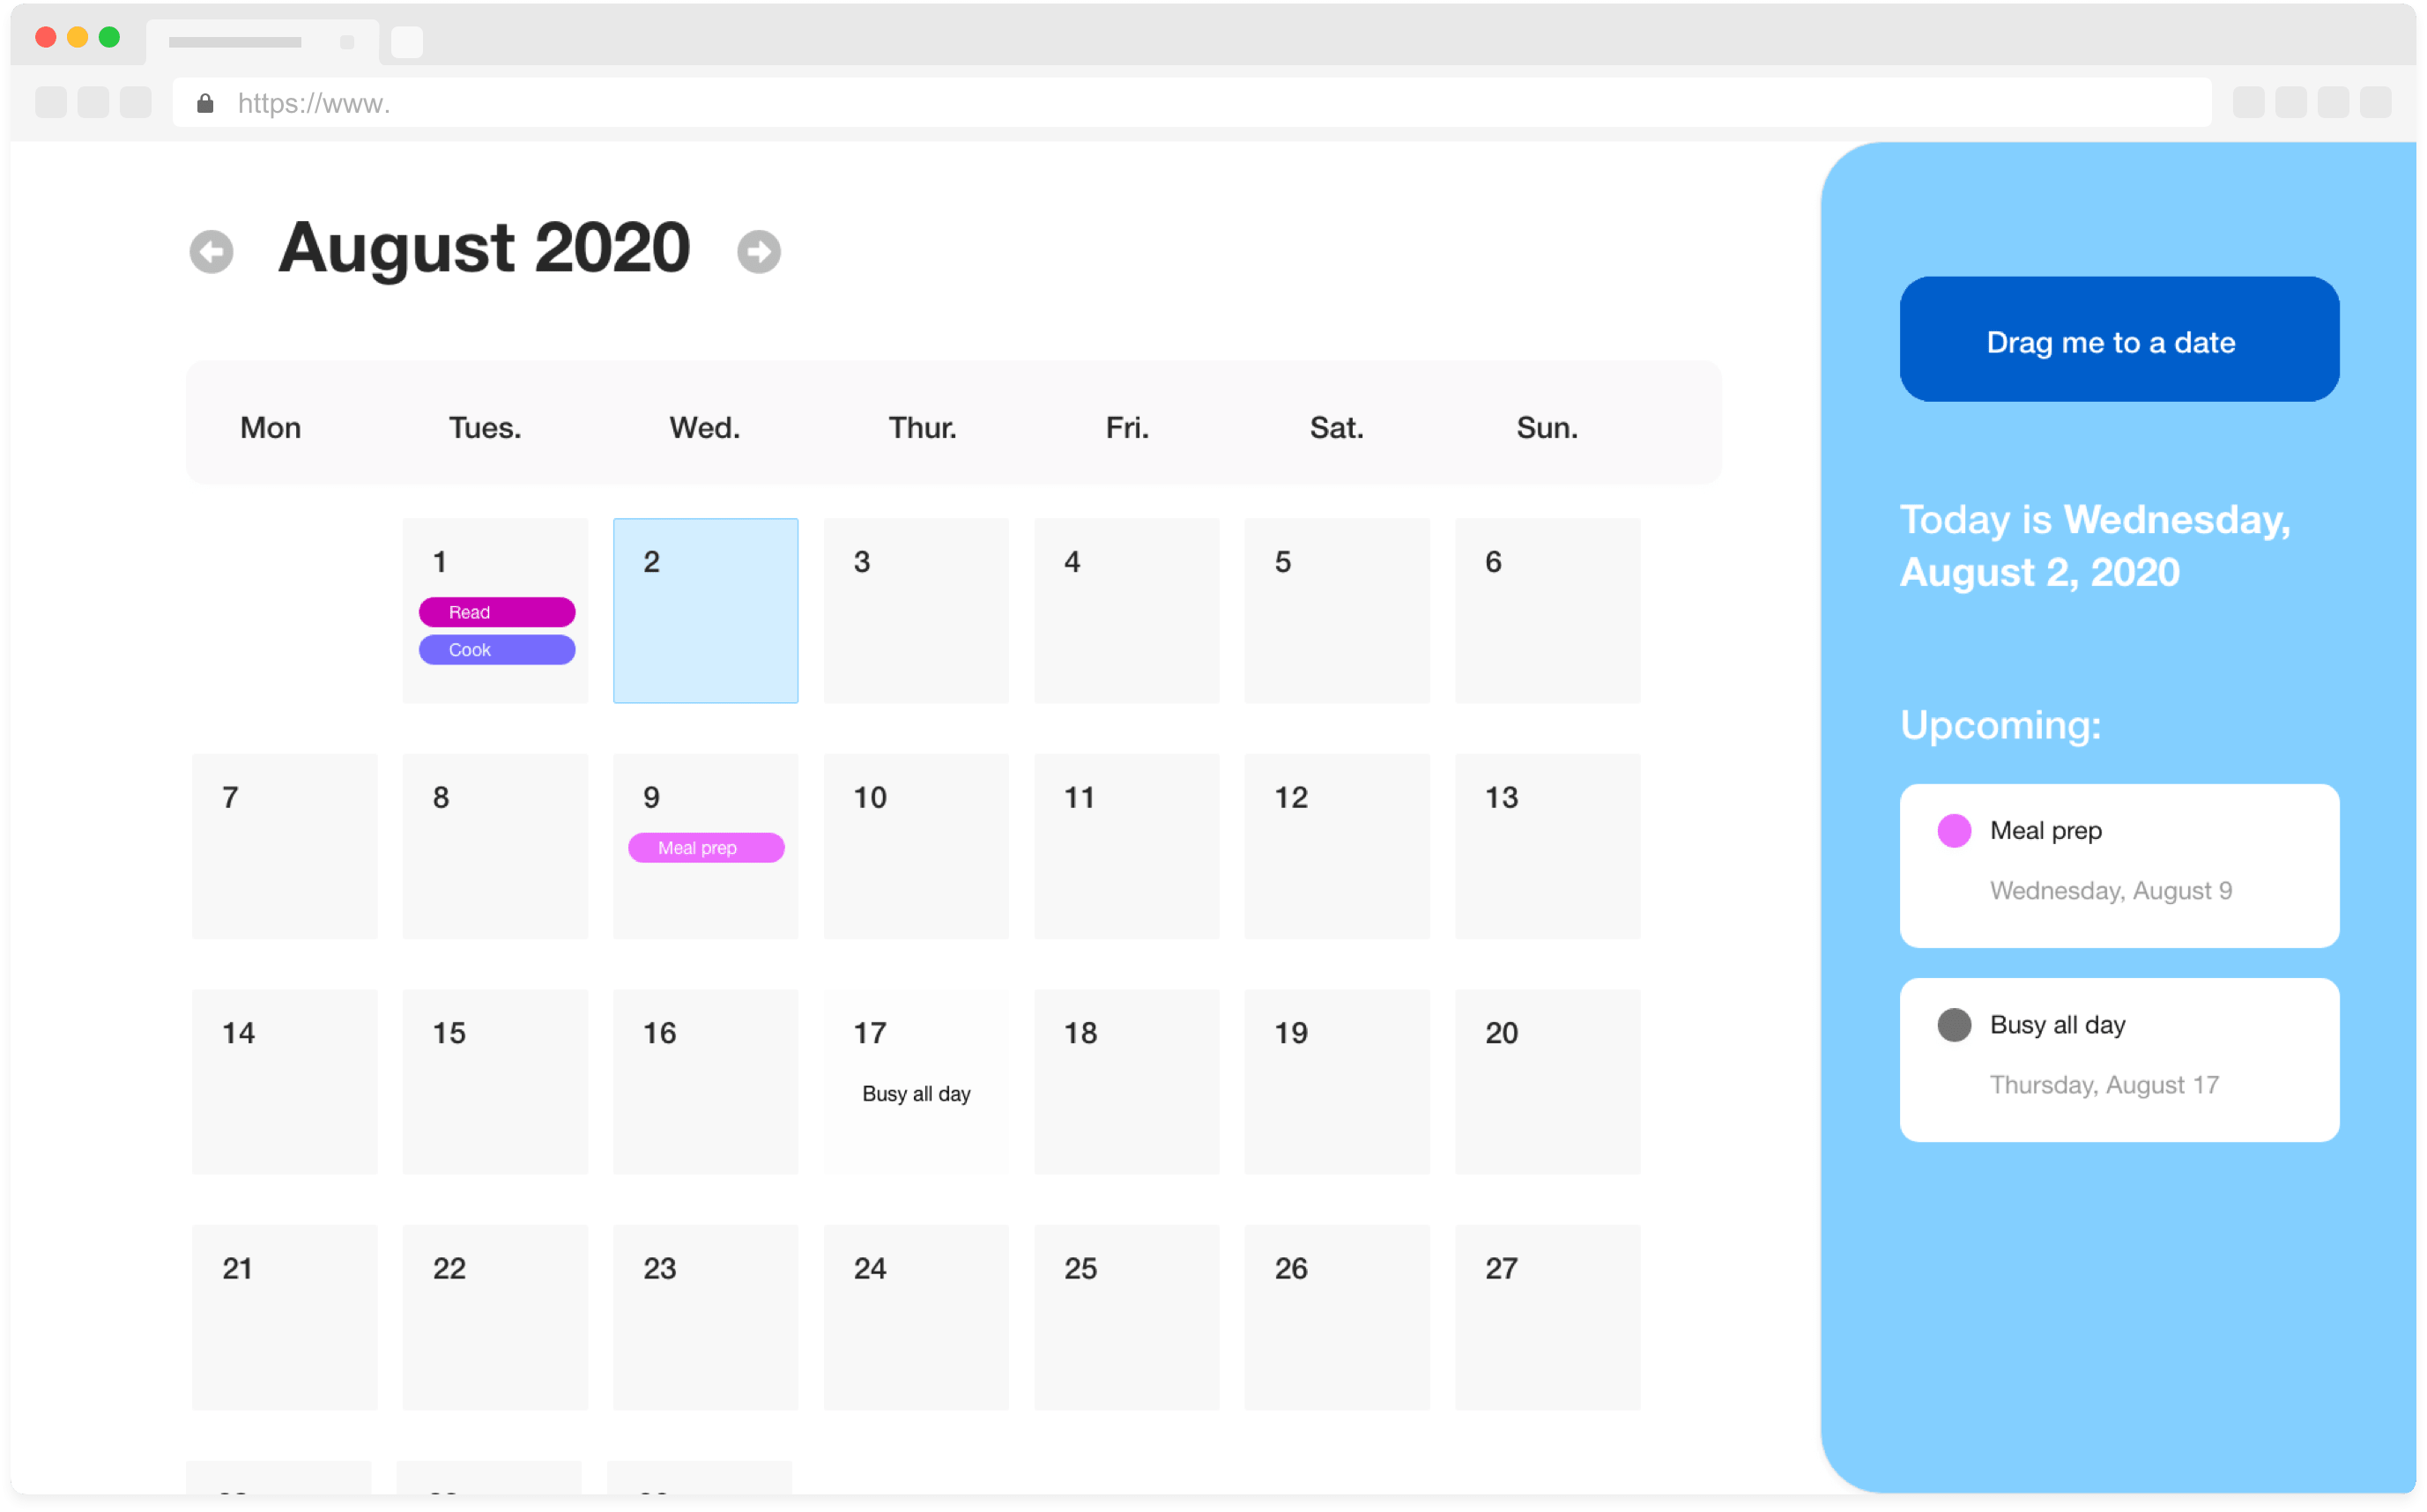 https://www.
August 2020
Mon Tues. Wed. Thur. Fri. Sat. Sun.
1 2 3 4 5 6
Read
Cook
7 8 9 10 11 12 13
Meal prep
14 15 16 17 18 19 20
Busy all day
21 22 23 24 25 26 27
Drag me to a date
Today is Wednesday,
August 2, 2020
Upcoming:
Meal prep
Wednesday, August 9
Busy all day
Thursday, August 17